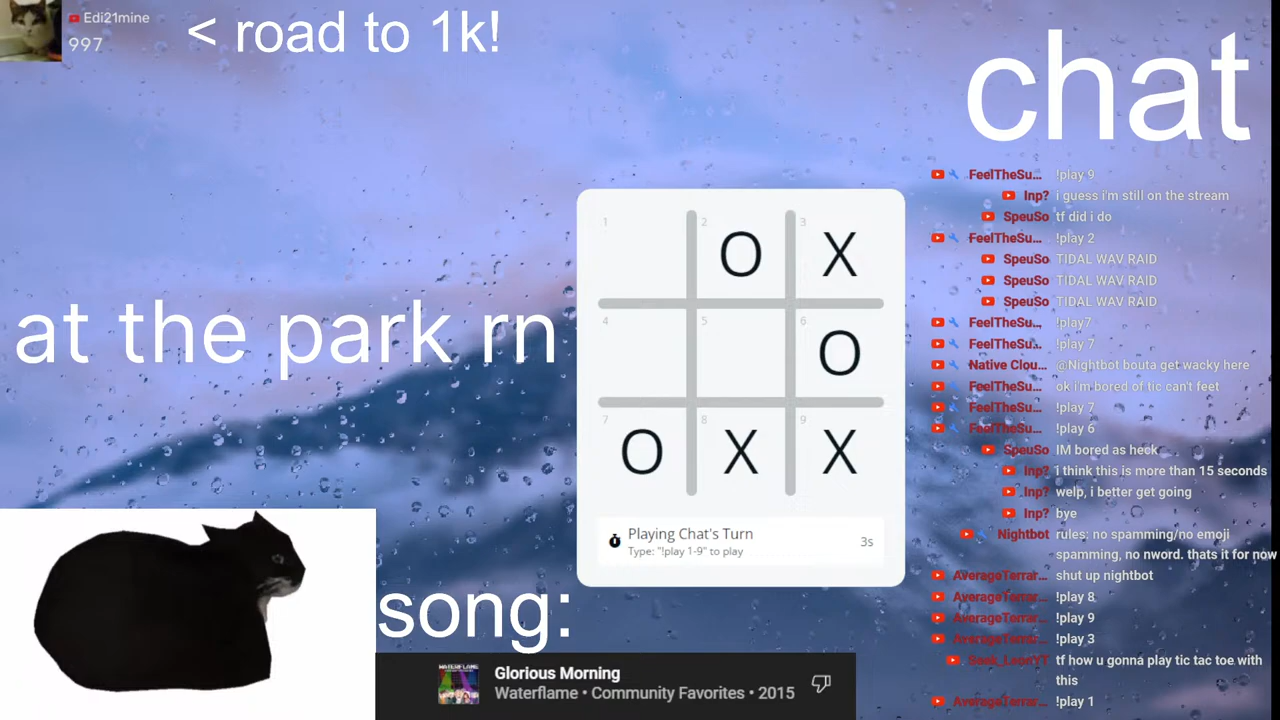 Edi21mine
997
< road to 1k!
chat
at the park rn
1
2
O
3
X
4
5
6
O
7
O
8
X
9
X
Playing Chat's Turn
Type: "!play 1-9" to play
3s
song:
Glorious Morning
Waterflame • Community Favorites • 2015
WATERFLAME
FeelTheSu... !play 9
Inp? i guess i'm still on the stream
SpeuSo tf did i do
FeelTheSu... !play 2
SpeuSo TIDAL WAV RAID
SpeuSo TIDAL WAV RAID
SpeuSo TIDAL WAV RAID
FeelTheSu... !play7
FeelTheSu... !play 7
Native Clou... @Nightbot bouta get wacky here
FeelTheSu... ok i'm bored of tic can't feet
FeelTheSu... !play 7
FeelTheSu... !play 6
SpeuSo IM bored as heck
Inp? i think this is more than 15 seconds
Inp? welp, i better get going
Inp? bye
Nightbot rules: no spamming/no emoji
spamming, no nword. thats it for now
AverageTerrar... shut up nightbot
AverageTerrar... !play 8
AverageTerrar... !play 9
AverageTerrar... !play 3
tf how u gonna play tic tac toe with
this
AverageTerrar... !play 1